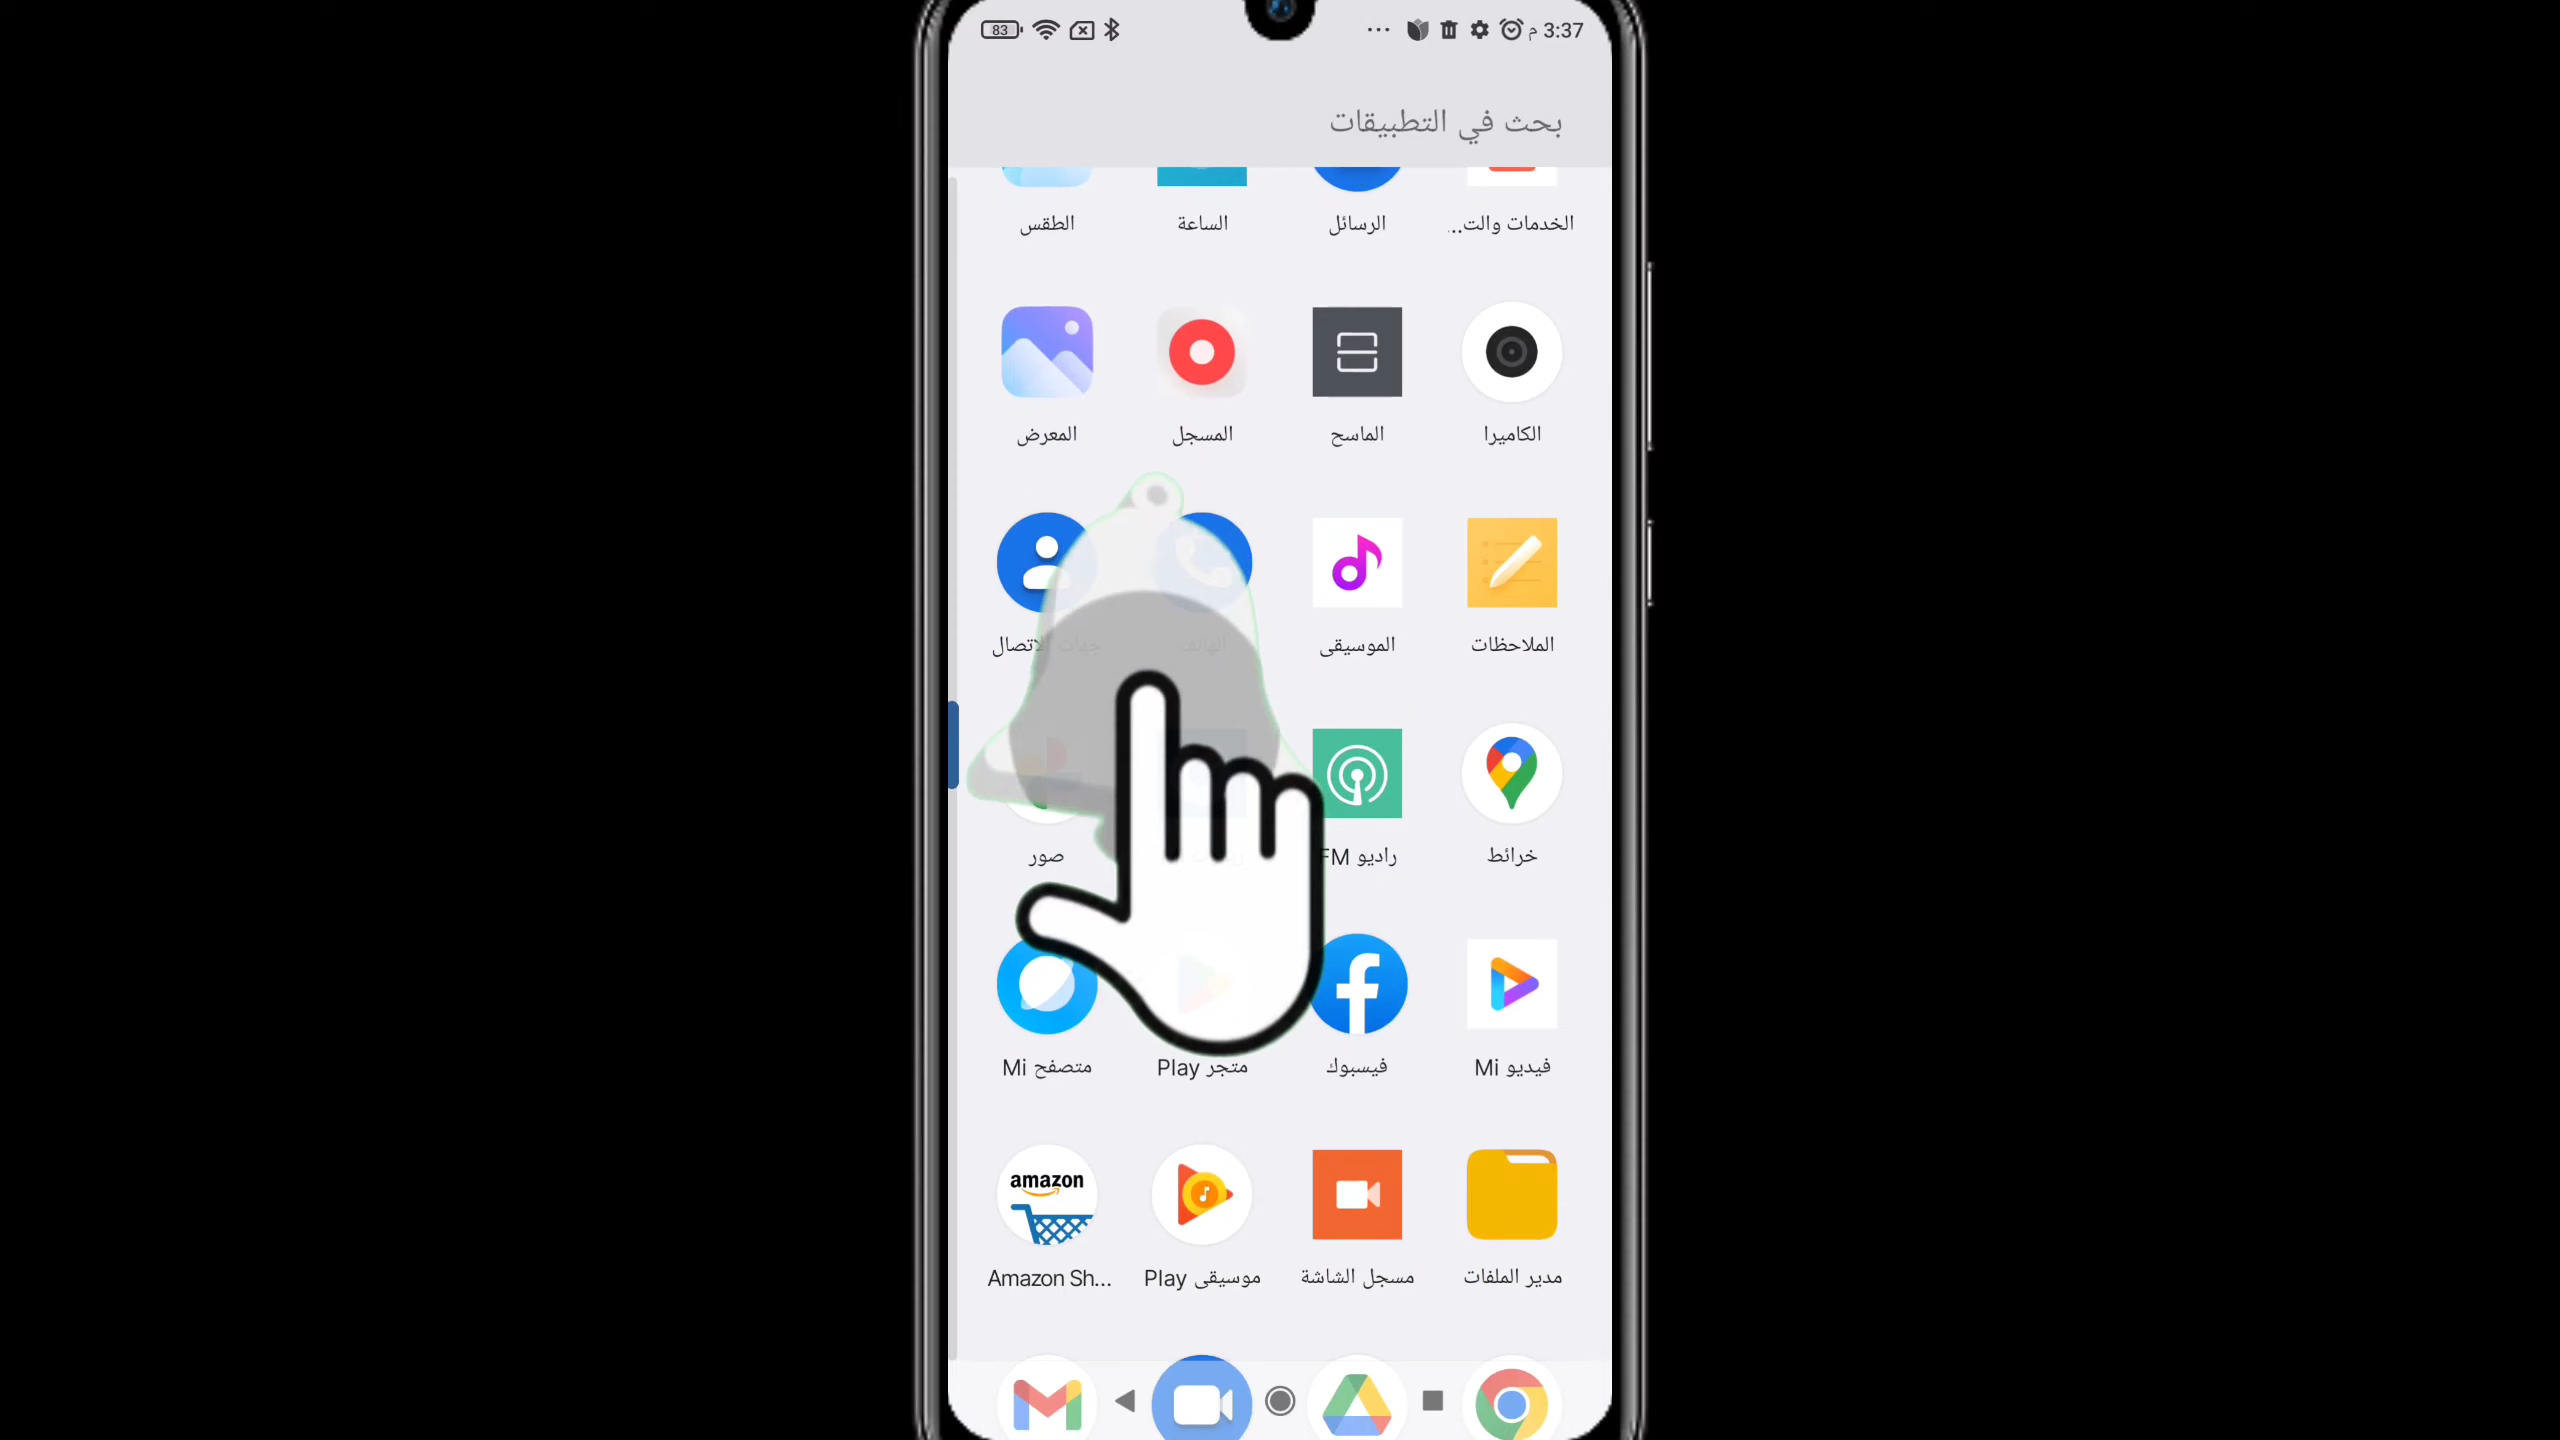 83
3:37 م
بحث في التطبيقات
الخدمات والت..
الرسائل
الساعة
الطقس
الكاميرا
الماسح
المسجل
المعرض
الملاحظات
الموسيقى
الهاتف
جهات الاتصال
خرائط
راديو FM
صور
فيديو Mi
فيسبوك
متجر Play
متصفح Mi
amazon
مدير الملفات
مسجل الشاشة
موسيقى Play
Amazon Sh...